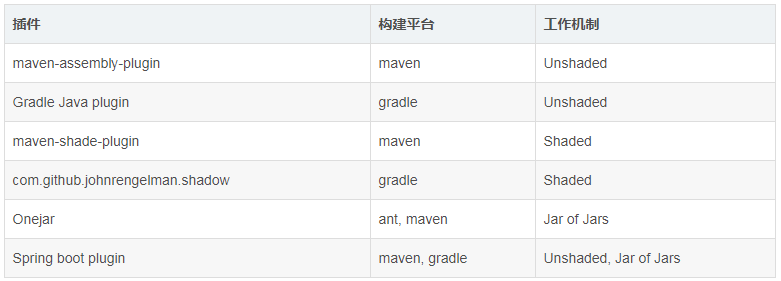 插件 构建平台 工作机制
maven-assembly-plugin maven Unshaded
Gradle Java plugin gradle Unshaded
maven-shade-plugin maven Shaded
com.github.johnrengelman.shadow gradle Shaded
Onejar ant, maven Jar of Jars
Spring boot plugin maven, gradle Unshaded, Jar of Jars